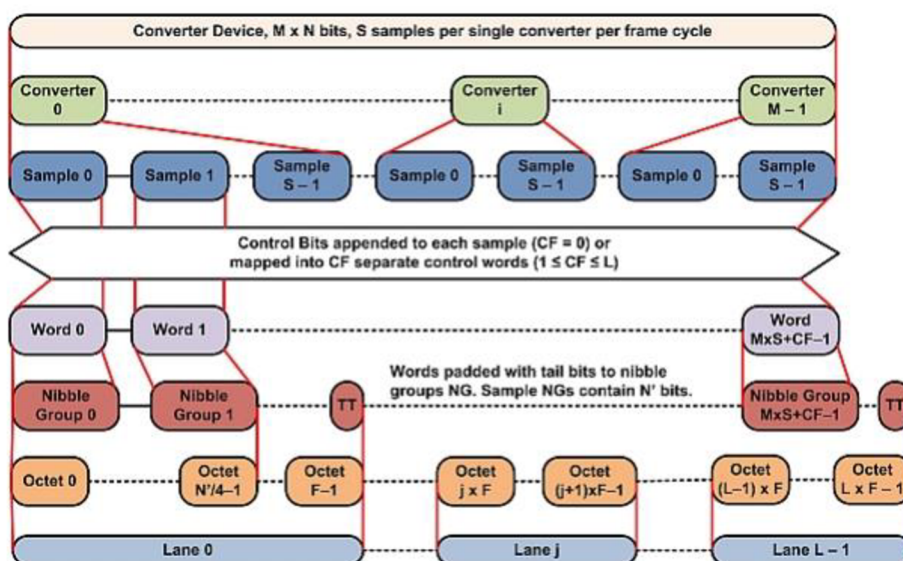 Converter Device, M x N bits, S samples per single converter per frame cycle
Converter
0
Converter
i
Converter
M – 1
Sample 0
Sample 1
Sample
S – 1
Sample 0
Sample
S – 1
Sample 0
Sample
S – 1
Control Bits appended to each sample (CF = 0) or
mapped into CF separate control words (1 ≤ CF ≤ L)
Word 0
Word 1
Word
MxS+CF–1
Words padded with tail bits to nibble
groups NG. Sample NGs contain N' bits.
Nibble
Group 0
Nibble
Group 1
TT
Nibble Group
MxS+CF–1
TT
Octet 0
Octet
N'/4–1
Octet
F–1
Octet
j x F
Octet
(j+1)xF–1
Octet
(L–1) x F
Octet
L x F – 1
Lane 0
Lane j
Lane L – 1